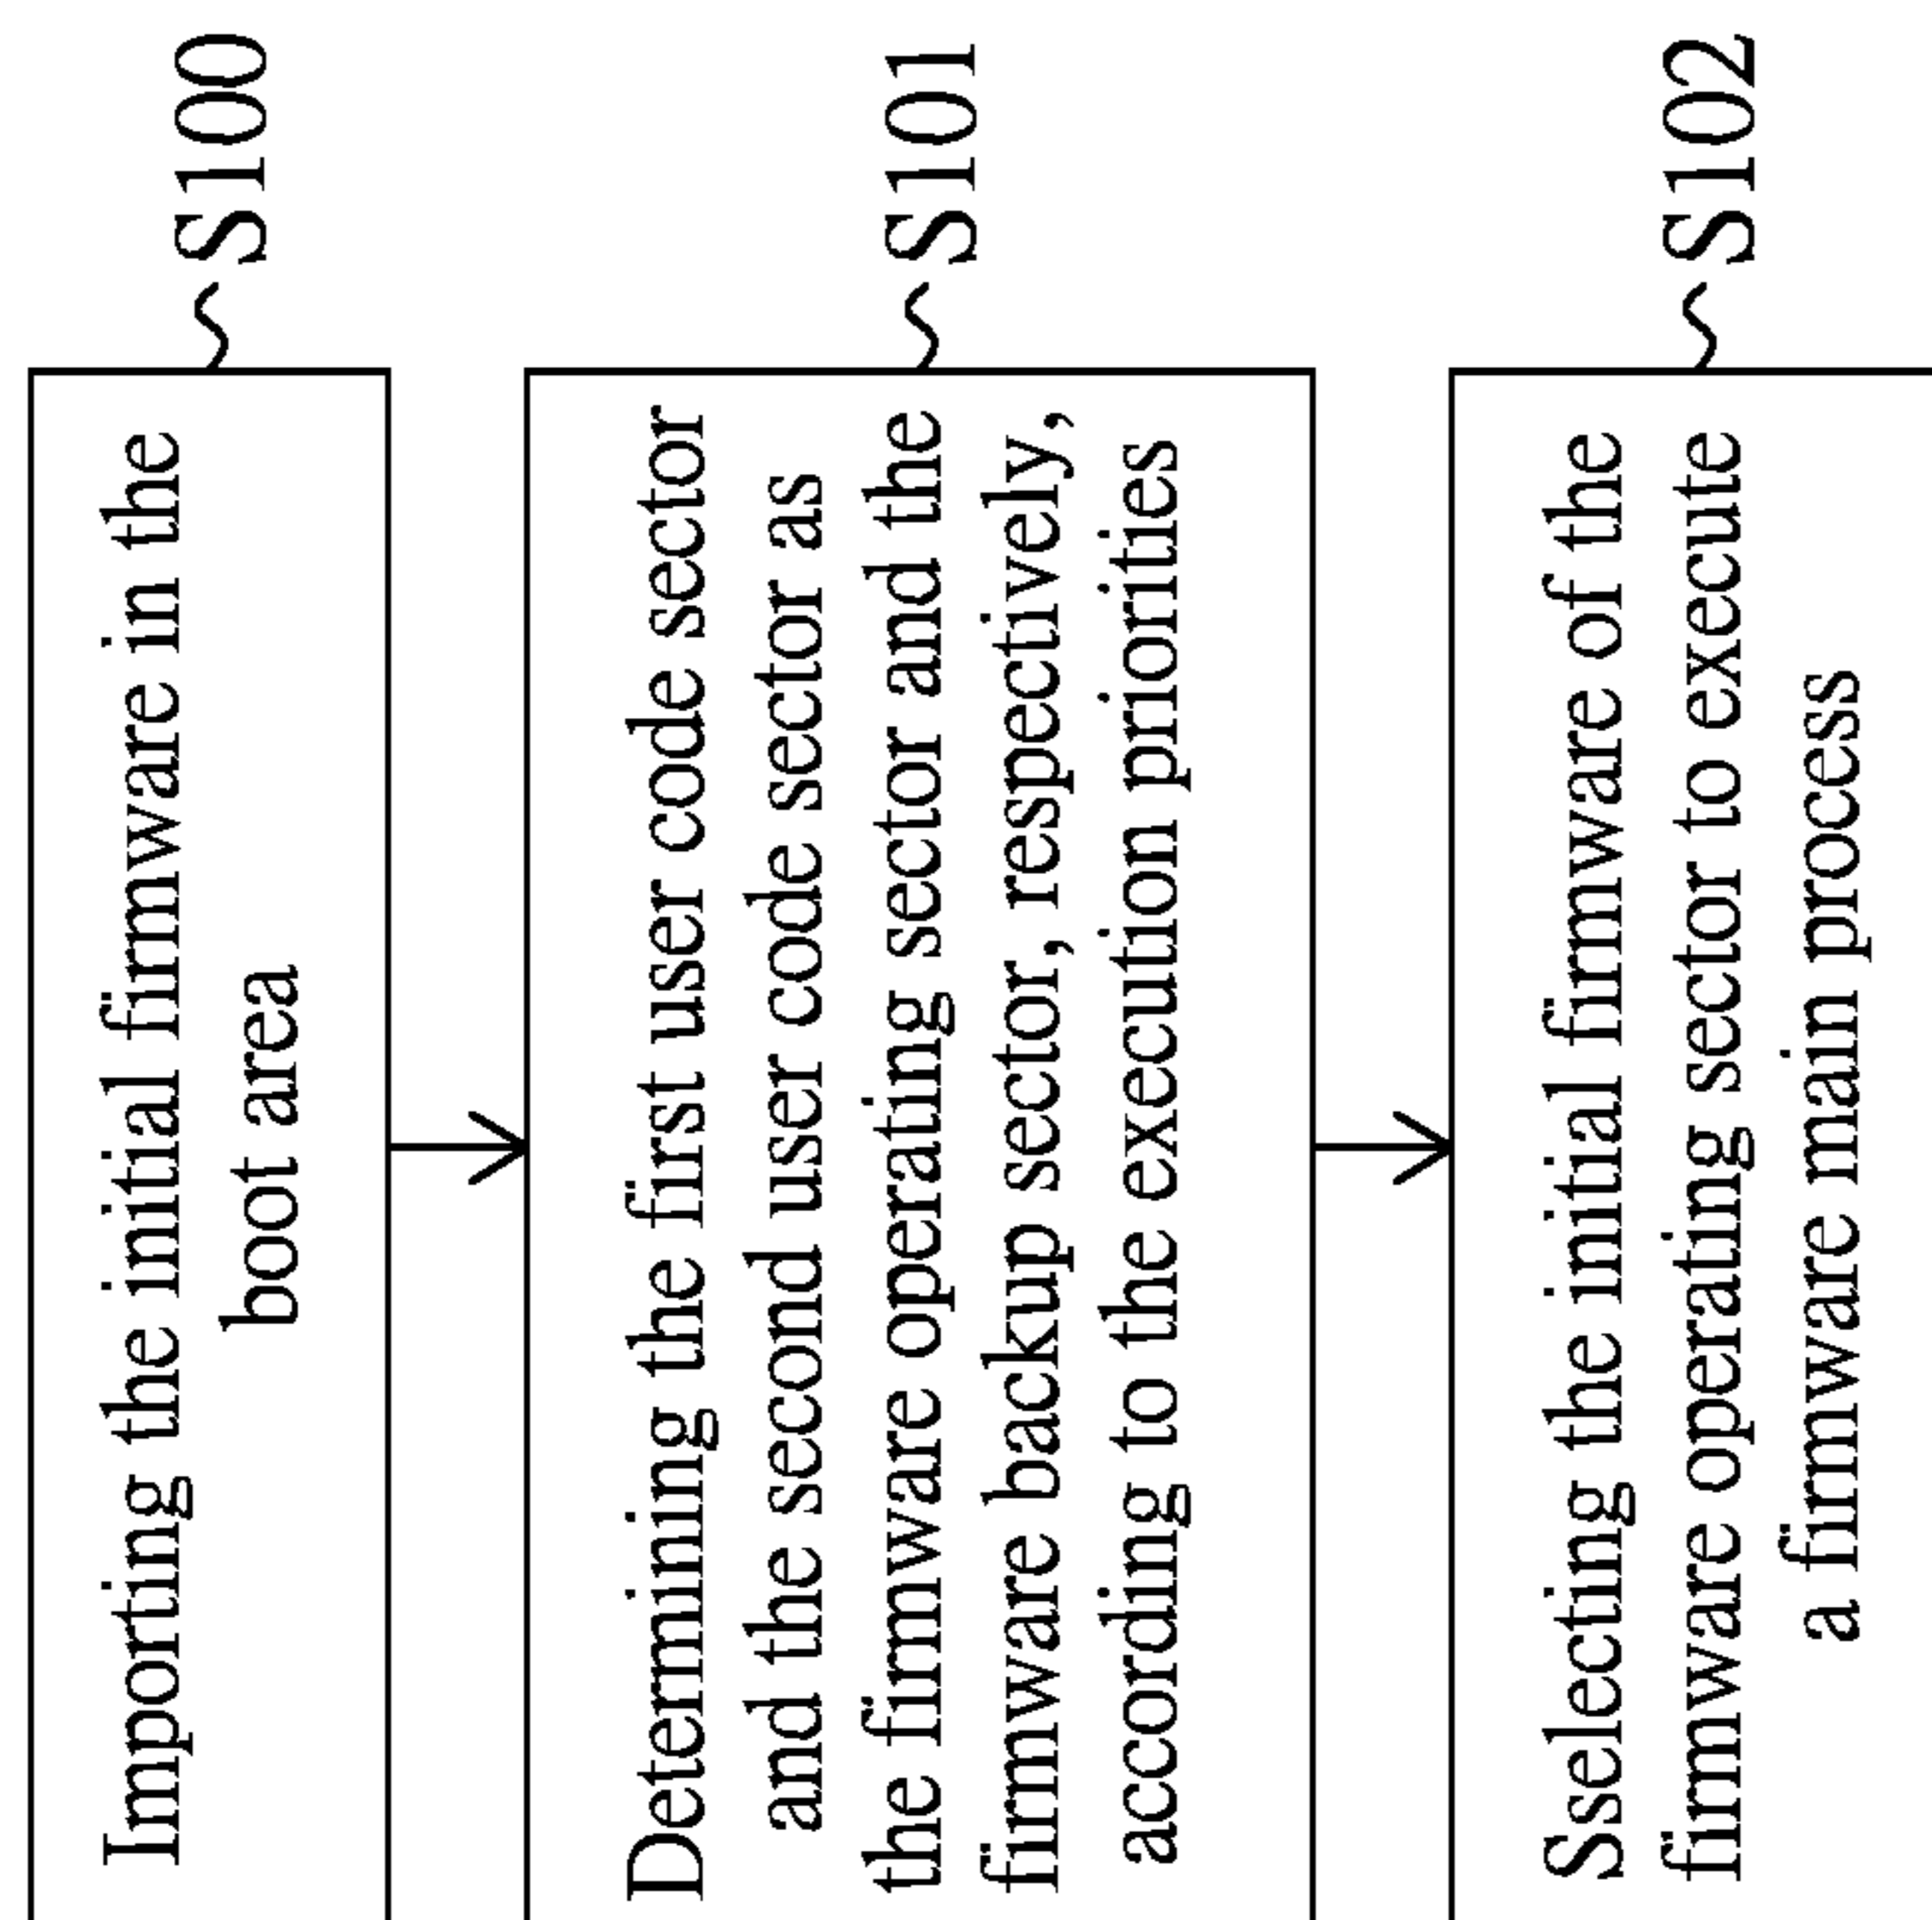 Importing the initial firmware in the
boot area
S100
Determining the first user code sector
and the second user code sector as
the firmware operating sector and the
firmware backup sector, respectively,
according to the execution priorities
S101
Sselecting the initial firmware of the
firmware operating sector to execute
a firmware main process
S102